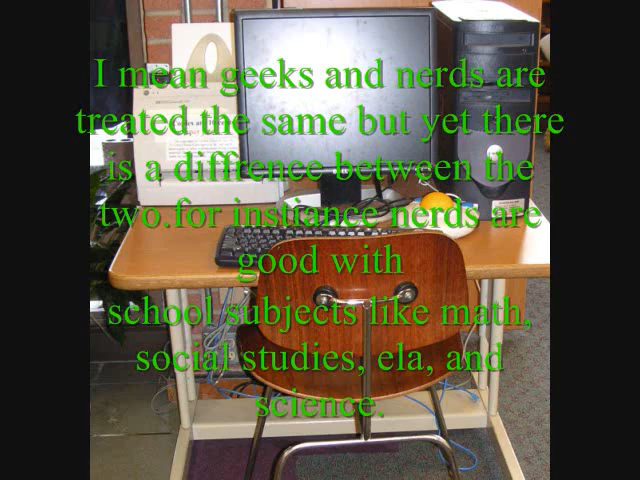 I mean geeks and nerds are
treated the same but yet there
is a diffrence between the
two.for instiance nerds are
good with
school subjects like math,
social studies, ela, and
science.